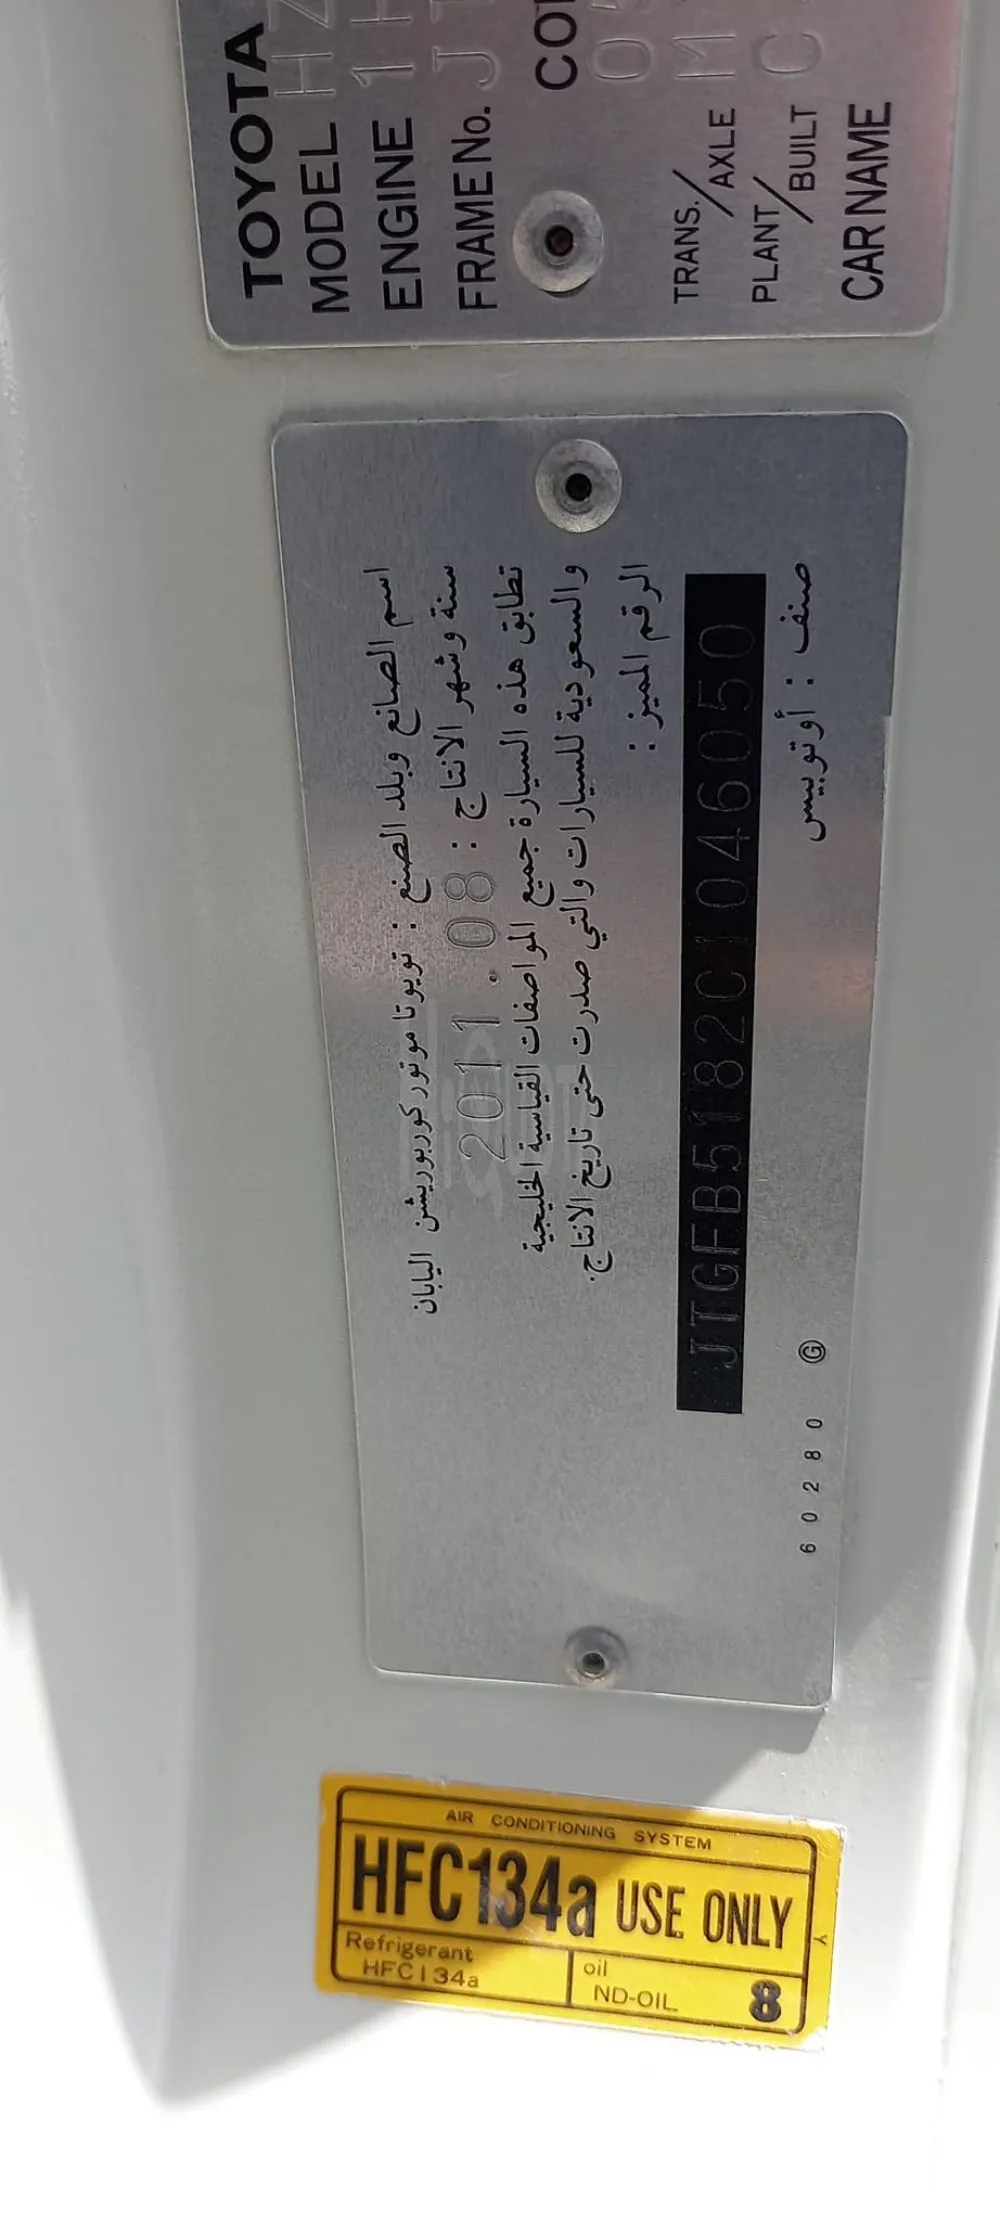 TOYOTA
MODEL HZ
ENGINE 1H
FRAME No. JT
COL
TRANS./AXLE M
PLANT/BUILT C
CAR NAME
اسم الصانع وبلد الصنع : تويوتا موتور كوربوريشن اليابان
سنة وشهر الانتاج : 2011.08
تطابق هذه السيارة جميع المواصفات القياسية الخليجية
والسعودية للسيارات والتي صدرت حتى تاريخ الانتاج.
الرقم المميز :
JTGFB5182C1046050
صنف : أوتوبيس
60280 G
AIR CONDITIONING SYSTEM
HFC134a USE ONLY
Refrigerant
HFC134a
oil
ND-OIL 8
Y